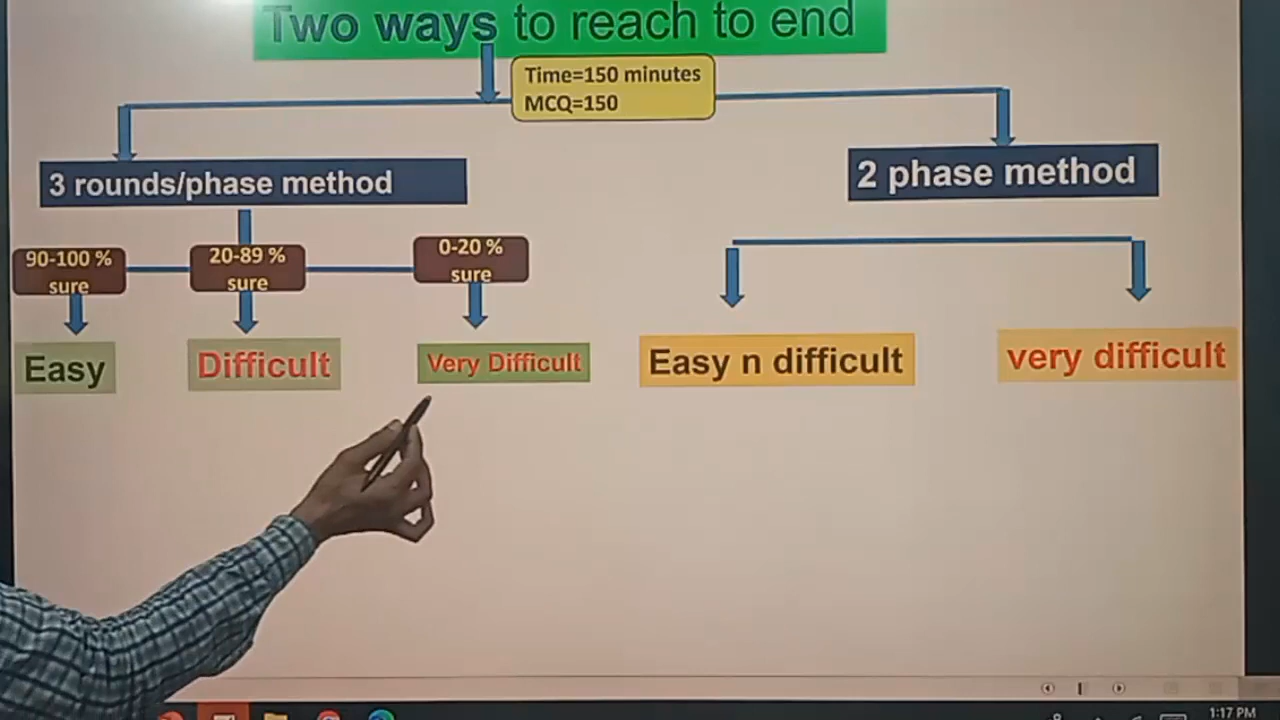 Two ways to reach to end
Time=150 minutes
MCQ=150
3 rounds/phase method
2 phase method
90-100 %
sure
20-89 %
sure
0-20 %
sure
Easy
Difficult
Very Difficult
Easy n difficult
very difficult
1:17 PM